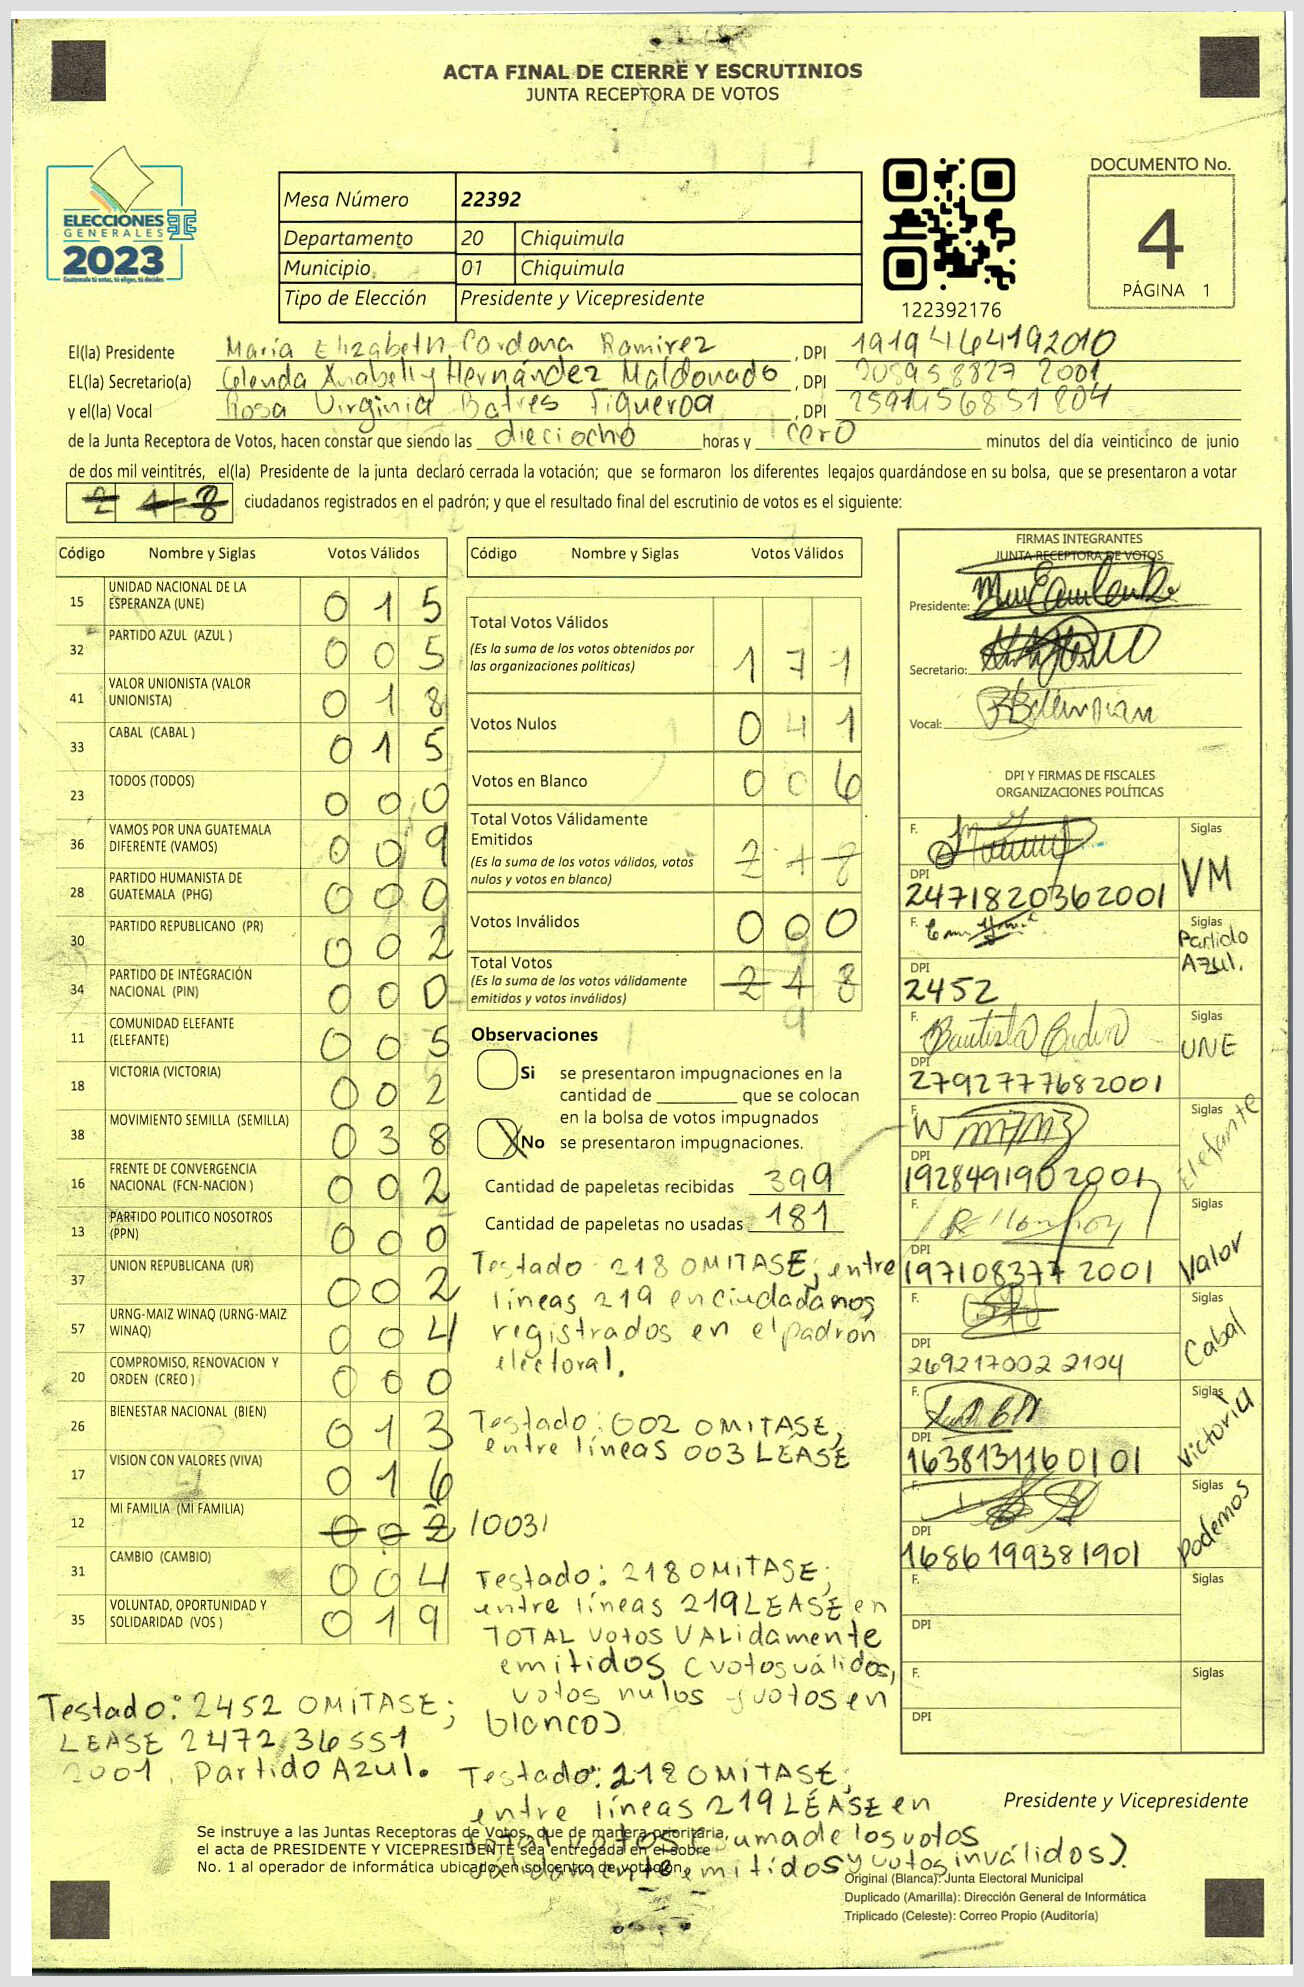 ACTA FINAL DE CIERRE Y ESCRUTINIOS
JUNTA RECEPTORA DE VOTOS
ELECCIONES
GENERALES
2023
Guatemala tú votas, tú eliges, tú decides
Mesa Número 22392
Departamento 20 Chiquimula
Municipio 01 Chiquimula
Tipo de Elección Presidente y Vicepresidente
122392176
DOCUMENTO No.
4
PÁGINA 1
El(la) Presidente María Elizabeth Cardona Ramirez , DPI 1919464192010
EL(la) Secretario(a) Glenda Anabelly Hernández Maldonado , DPI 205958827 2001
y el(la) Vocal Rosa Virginia Batres Figueroa , DPI
de la Junta Receptora de Votos, hacen constar que siendo las dieciocho horas y cero minutos del día veinticinco de junio
de dos mil veintitrés, el(la) Presidente de la junta declaró cerrada la votación; que se formaron los diferentes legajos guardándose en su bolsa, que se presentaron a votar
218 ciudadanos registrados en el padrón; y que el resultado final del escrutinio de votos es el siguiente:
Código Nombre y Siglas Votos Válidos
15 UNIDAD NACIONAL DE LA ESPERANZA (UNE) 0 1 5
32 PARTIDO AZUL (AZUL ) 0 0 5
41 VALOR UNIONISTA (VALOR UNIONISTA) 0 1 8
33 CABAL (CABAL ) 0 1 5
23 TODOS (TODOS) 0 0 0
36 VAMOS POR UNA GUATEMALA DIFERENTE (VAMOS) 0 0 9
28 PARTIDO HUMANISTA DE GUATEMALA (PHG) 0 0 0
30 PARTIDO REPUBLICANO (PR) 0 0 2
34 PARTIDO DE INTEGRACIÓN NACIONAL (PIN) 0 0 0
11 COMUNIDAD ELEFANTE (ELEFANTE) 0 0 5
18 VICTORIA (VICTORIA) 0 0 2
38 MOVIMIENTO SEMILLA (SEMILLA) 0 3 8
16 FRENTE DE CONVERGENCIA NACIONAL (FCN-NACION ) 0 0 2
13 PARTIDO POLITICO NOSOTROS (PPN) 0 0 0
37 UNION REPUBLICANA (UR) 0 0 2
57 URNG-MAIZ WINAQ (URNG-MAIZ WINAQ) 0 0 4
20 COMPROMISO, RENOVACION Y ORDEN (CREO ) 0 0 0
26 BIENESTAR NACIONAL (BIEN) 0 1 3
17 VISION CON VALORES (VIVA) 0 1 6
12 MI FAMILIA (MI FAMILIA) 0 0 2 /003/
31 CAMBIO (CAMBIO) 0 0 4
35 VOLUNTAD, OPORTUNIDAD Y SOLIDARIDAD (VOS ) 0 1 9
Testado: 2452 OMITASE;
LEASE 2472 36551
2001. Partido Azul.
Código Nombre y Siglas Votos Válidos
Total Votos Válidos 1 7 1
(Es la suma de los votos obtenidos por
las organizaciones políticas)
Votos Nulos 0 4 1
Votos en Blanco 0 0 6
Total Votos Válidamente
Emitidos 2 1 8
(Es la suma de los votos válidos, votos
nulos y votos en blanco)
Votos Inválidos 0 0 0
Total Votos 2 1 8
(Es la suma de los votos válidamente
emitidos y votos inválidos)
Observaciones
Si se presentaron impugnaciones en la
cantidad de ________ que se colocan
en la bolsa de votos impugnados
X No se presentaron impugnaciones.
Cantidad de papeletas recibidas 399
Cantidad de papeletas no usadas 181
Testado 218 OMITASE; entre
líneas 219 en ciudadanos
registrados en el padrón
electoral.
Testado: 002 OMITASE;
entre líneas 003 LEASE
Testado: 218 OMITASE;
entre líneas 219 LEASE en
TOTAL votos VALidamente
emitidos (votos válidos,
votos nulos y votos en
blanco)
Testado: 218 OMITASE;
entre líneas 219 LÉASE en
total votos (suma de los votos
válidamente emitidos y votos inválidos).
FIRMAS INTEGRANTES
JUNTA RECEPTORA DE VOTOS
Presidente:
Secretario:
Vocal:
DPI Y FIRMAS DE FISCALES
ORGANIZACIONES POLÍTICAS
F. Siglas
DPI 2471820362001 VM
F. Siglas
DPI 2452 Partido Azul.
F. Siglas
DPI 2792777682001 UNE
F. Siglas
DPI 1928491902001 Elefante
F. Siglas
DPI 197108377 2001 Valor
F. Siglas
DPI 269217002 2104 Cabal
F. Siglas
DPI 1638131160101 Victoria
F. Siglas
DPI 1686199381901 Podemos
F. Siglas
DPI
F. Siglas
DPI
Presidente y Vicepresidente
Se instruye a las Juntas Receptoras de Votos, que de manera prioritaria,
el acta de PRESIDENTE Y VICEPRESIDENTE sea entregada en el sobre
No. 1 al operador de informática ubicado en su centro de votación.
Original (Blanca): Junta Electoral Municipal
Duplicado (Amarilla): Dirección General de Informática
Triplicado (Celeste): Correo Propio (Auditoría)